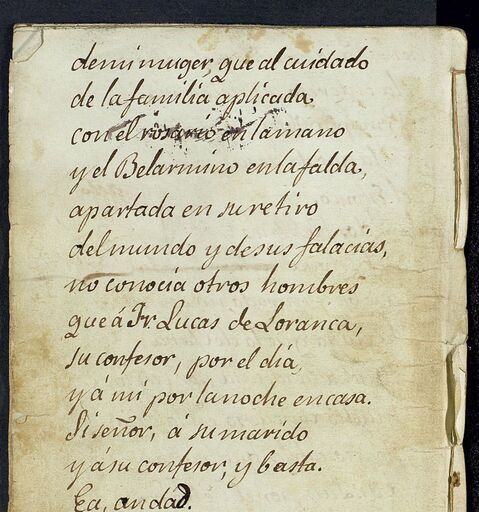 demi muger, que al cuidado
de la familia aplicada
con el rosario en la mano
y el Belarmino en la falda,
apartada en su retiro
del mundo y de sus falacias,
no conocia otros hombres
que á Fr. Lucas de Loranca,
su confesor, por el dia,
y á mi por la noche en casa.
Si señor, á su marido
y á su confesor, y basta.
Ea, andad.